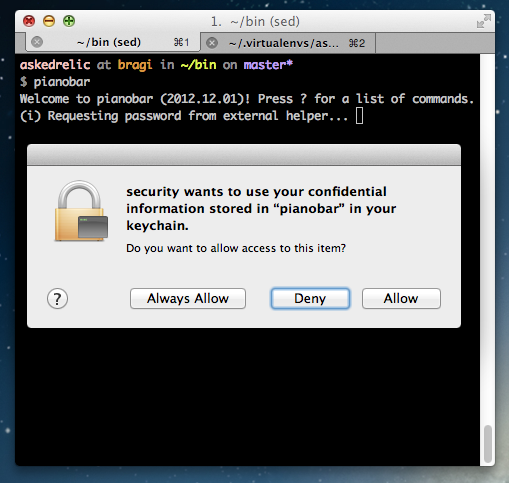 1. ~/bin (sed)
~/bin (sed) ⌘1 ~/.virtualenvs/as... ⌘2
askedrelic at bragi in ~/bin on master*
$ pianobar
Welcome to pianobar (2012.12.01)! Press ? for a list of commands.
(i) Requesting password from external helper...
security wants to use your confidential
information stored in “pianobar” in your
keychain.
Do you want to allow access to this item?
? Always Allow Deny Allow